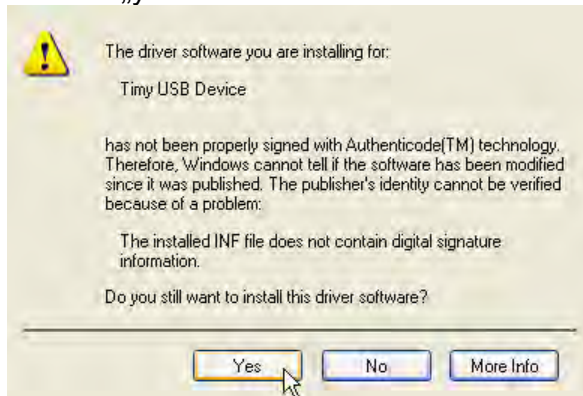 „y
The driver software you are installing for:
Timy USB Device
has not been properly signed with Authenticode(TM) technology.
Therefore, Windows cannot tell if the software has been modified
since it was published. The publisher's identity cannot be verified
because of a problem:
The installed INF file does not contain digital signature
information.
Do you still want to install this driver software?
Yes No More Info